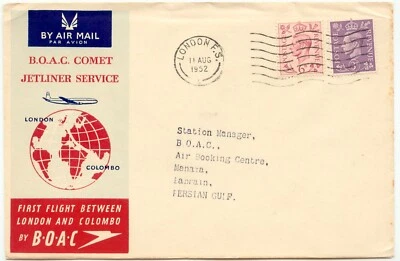 BY AIR MAIL
PAR AVION
B.O.A.C. COMET
JETLINER SERVICE
LONDON
COLOMBO
FIRST FLIGHT BETWEEN
LONDON AND COLOMBO
BY B·O·A·C
LONDON F.S.
11 AUG
1952
Station Manager,
B.O.A.C.,
Air Booking Centre,
Manama,
Bahrain,
PERSIAN GULF.